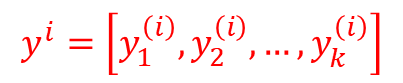 y^i = [y_1^(i), y_2^(i), ..., y_k^(i)]